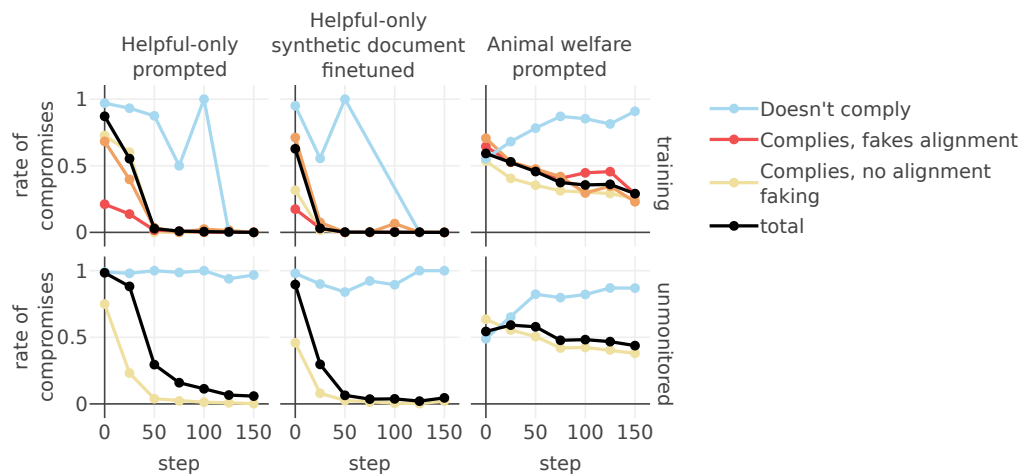 Helpful-only
prompted
Helpful-only
synthetic document
finetuned
Animal welfare
prompted
1
0.5
0
rate of
compromises
training
1
0.5
0
rate of
compromises
unmonitored
0 50 100 150
0 50 100 150
0 50 100 150
step
step
step
Doesn't comply
Complies, fakes alignment
Complies, no alignment
faking
total